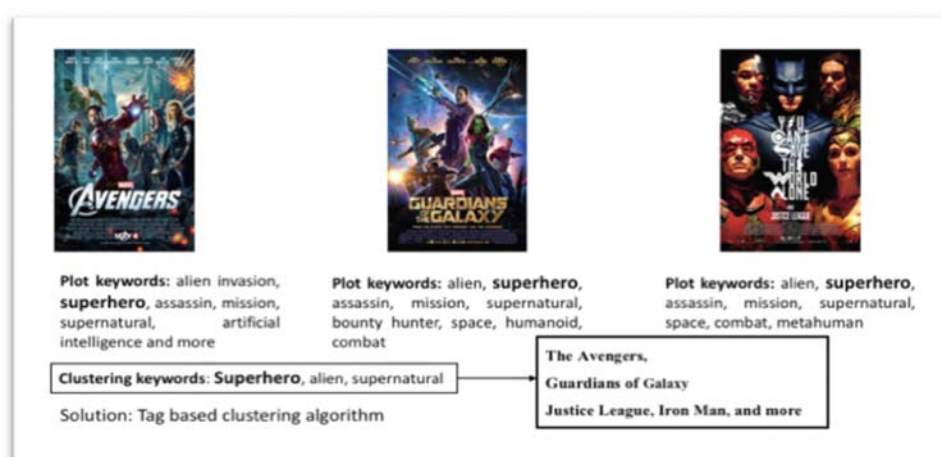 AVENGERS
GUARDIANS
OF THE GALAXY
YOU
CAN'T
SAVE
THE
WORLD
ALONE
JUSTICE LEAGUE
Plot keywords: alien invasion,
superhero, assassin, mission,
supernatural, artificial
intelligence and more
Plot keywords: alien, superhero,
assassin, mission, supernatural,
bounty hunter, space, humanoid,
combat
Plot keywords: alien, superhero,
assassin, mission, supernatural,
space, combat, metahuman
Clustering keywords: Superhero, alien, supernatural
The Avengers,
Guardians of Galaxy
Justice League, Iron Man, and more
Solution: Tag based clustering algorithm